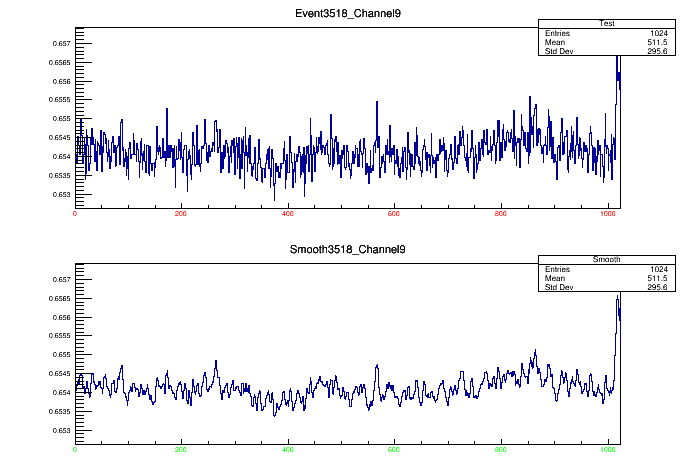 Event3518_Channel9
Test
Entries 1024
Mean 511.5
Std Dev 295.6
0.657
0.6565
0.656
0.6555
0.655
0.6545
0.654
0.6535
0.653
0 200 400 600 800 1000
Smooth3518_Channel9
Smooth
Entries 1024
Mean 511.5
Std Dev 295.6
0.657
0.6565
0.656
0.6555
0.655
0.6545
0.654
0.6535
0.653
0 200 400 600 800 1000